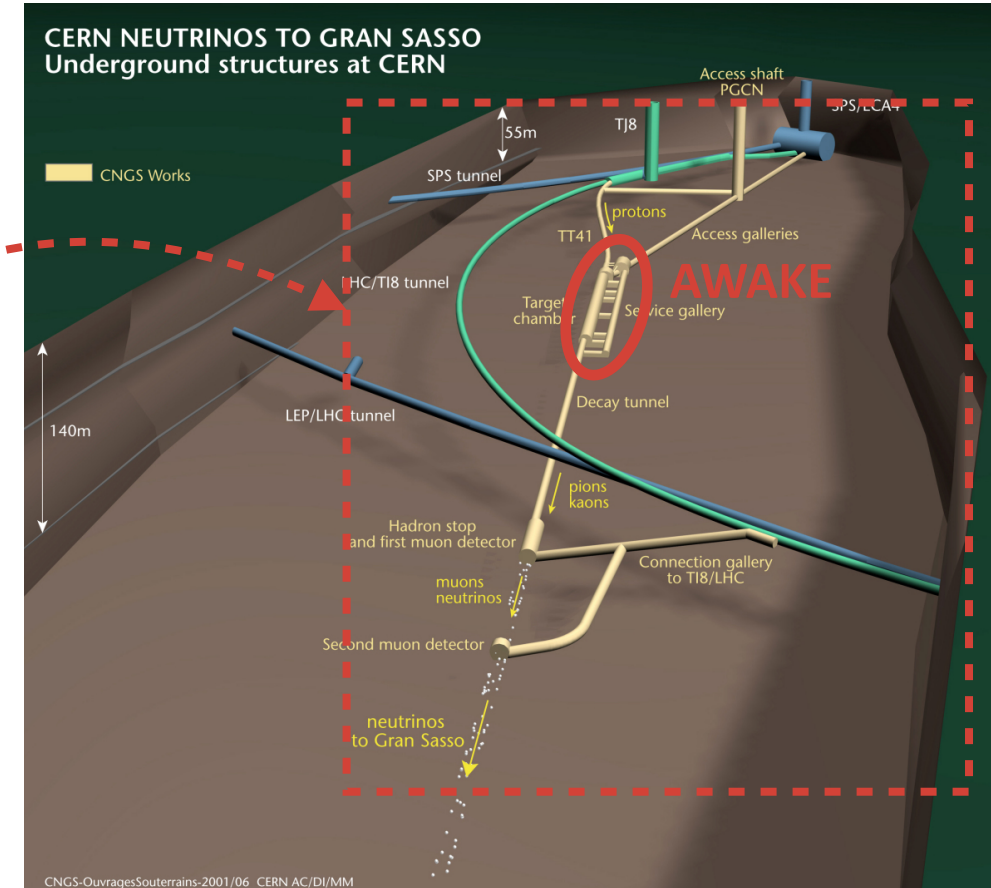 CERN NEUTRINOS TO GRAN SASSO
Underground structures at CERN
Access shaft
PGCN
SPS/ECA4
TJ8
55m
CNGS Works
SPS tunnel
protons
TT41
Access galleries
LHC/TI8 tunnel
AWAKE
Target
chamber
Service gallery
Decay tunnel
LEP/LHC tunnel
140m
pions
kaons
Hadron stop
and first muon detector
Connection gallery
to TI8/LHC
muons
neutrinos
Second muon detector
neutrinos
to Gran Sasso
CNGS-OuvragesSouterrains-2001/06 CERN AC/DI/MM